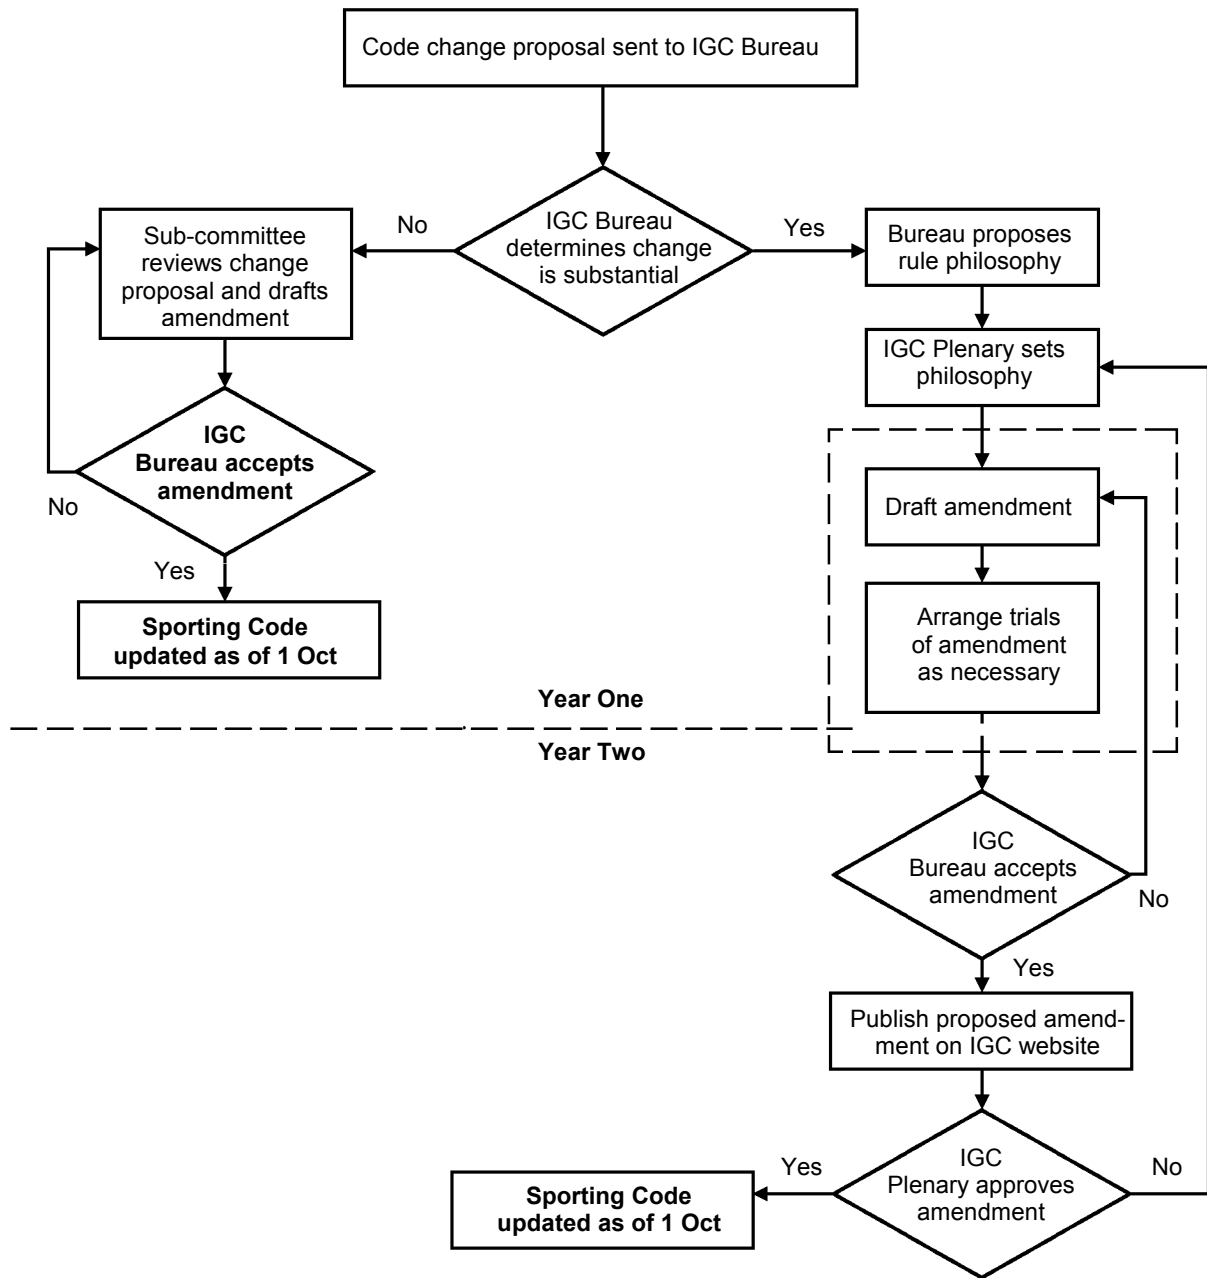 Code change proposal sent to IGC Bureau
IGC Bureau
determines change
is substantial
No
Yes
Sub-committee
reviews change
proposal and drafts
amendment
Bureau proposes
rule philosophy
IGC Plenary sets
philosophy
IGC
Bureau accepts
amendment
No
Yes
Draft amendment
Sporting Code
updated as of 1 Oct
Arrange trials
of amendment
as necessary
Year One
Year Two
IGC
Bureau accepts
amendment
No
Yes
Publish proposed amend-
ment on IGC website
IGC
Plenary approves
amendment
Yes
No
Sporting Code
updated as of 1 Oct